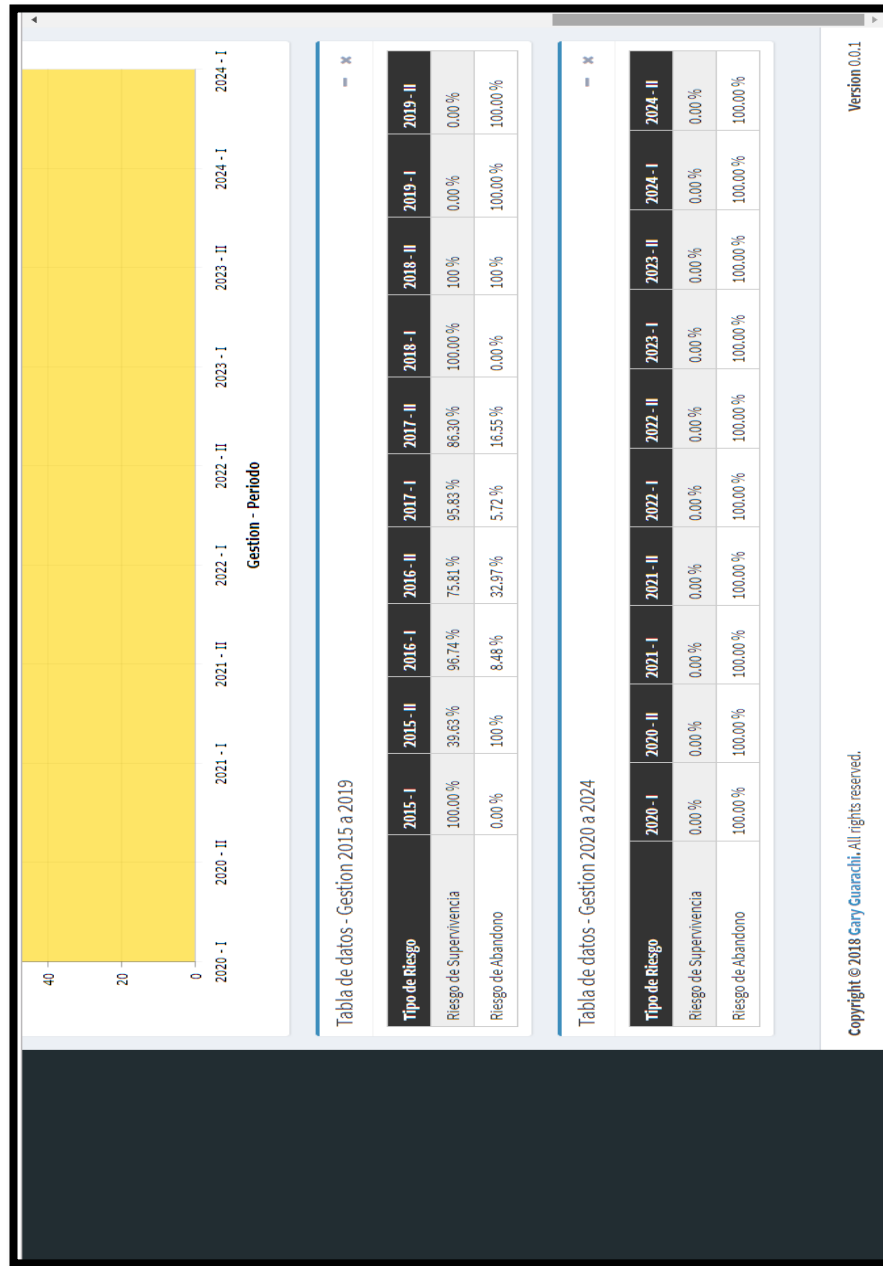 40
20
0
2020 - I 2020 - II 2021 - I 2021 - II 2022 - I 2022 - II 2023 - I 2023 - II 2024 - I 2024 - I
Gestion - Periodo
Tabla de datos - Gestion 2015 a 2019
Tipo de Riesgo 2015 - I 2015 - II 2016 - I 2016 - II 2017 - I 2017 - II 2018 - I 2018 - II 2019 - I 2019 - II
Riesgo de Supervivencia 100.00 % 39.63 % 96.74 % 75.81 % 95.83 % 86.30 % 100.00 % 100 % 0.00 % 0.00 %
Riesgo de Abandono 0.00 % 100 % 8.48 % 32.97 % 5.72 % 16.55 % 0.00 % 100 % 100.00 % 100.00 %
Tabla de datos - Gestion 2020 a 2024
Tipo de Riesgo 2020 - I 2020 - II 2021 - I 2021 - II 2022 - I 2022 - II 2023 - I 2023 - II 2024 - I 2024 - II
Riesgo de Supervivencia 0.00 % 0.00 % 0.00 % 0.00 % 0.00 % 0.00 % 0.00 % 0.00 % 0.00 % 0.00 %
Riesgo de Abandono 100.00 % 100.00 % 100.00 % 100.00 % 100.00 % 100.00 % 100.00 % 100.00 % 100.00 % 100.00 %
Copyright © 2018 Gary Guarachi. All rights reserved. Version 0.0.1